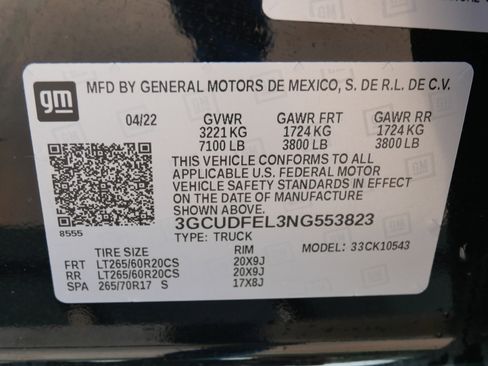 gm MFD BY GENERAL MOTORS DE MEXICO, S. DE R.L. DE C.V.
04/22 GVWR GAWR FRT GAWR RR
3221 KG 1724 KG 1724 KG
7100 LB 3800 LB 3800 LB
THIS VEHICLE CONFORMS TO ALL
APPLICABLE U.S. FEDERAL MOTOR
VEHICLE SAFETY STANDARDS IN EFFECT
ON THE DATE OF MANUFACTURE
SHOWN ABOVE.
8555 3GCUDFEL3NG553823
TYPE: TRUCK MODEL: 33CK10543
TIRE SIZE RIM
FRT LT265/60R20CS 20X9J
RR LT265/60R20CS 20X9J
SPA 265/70R17 S 17X8J